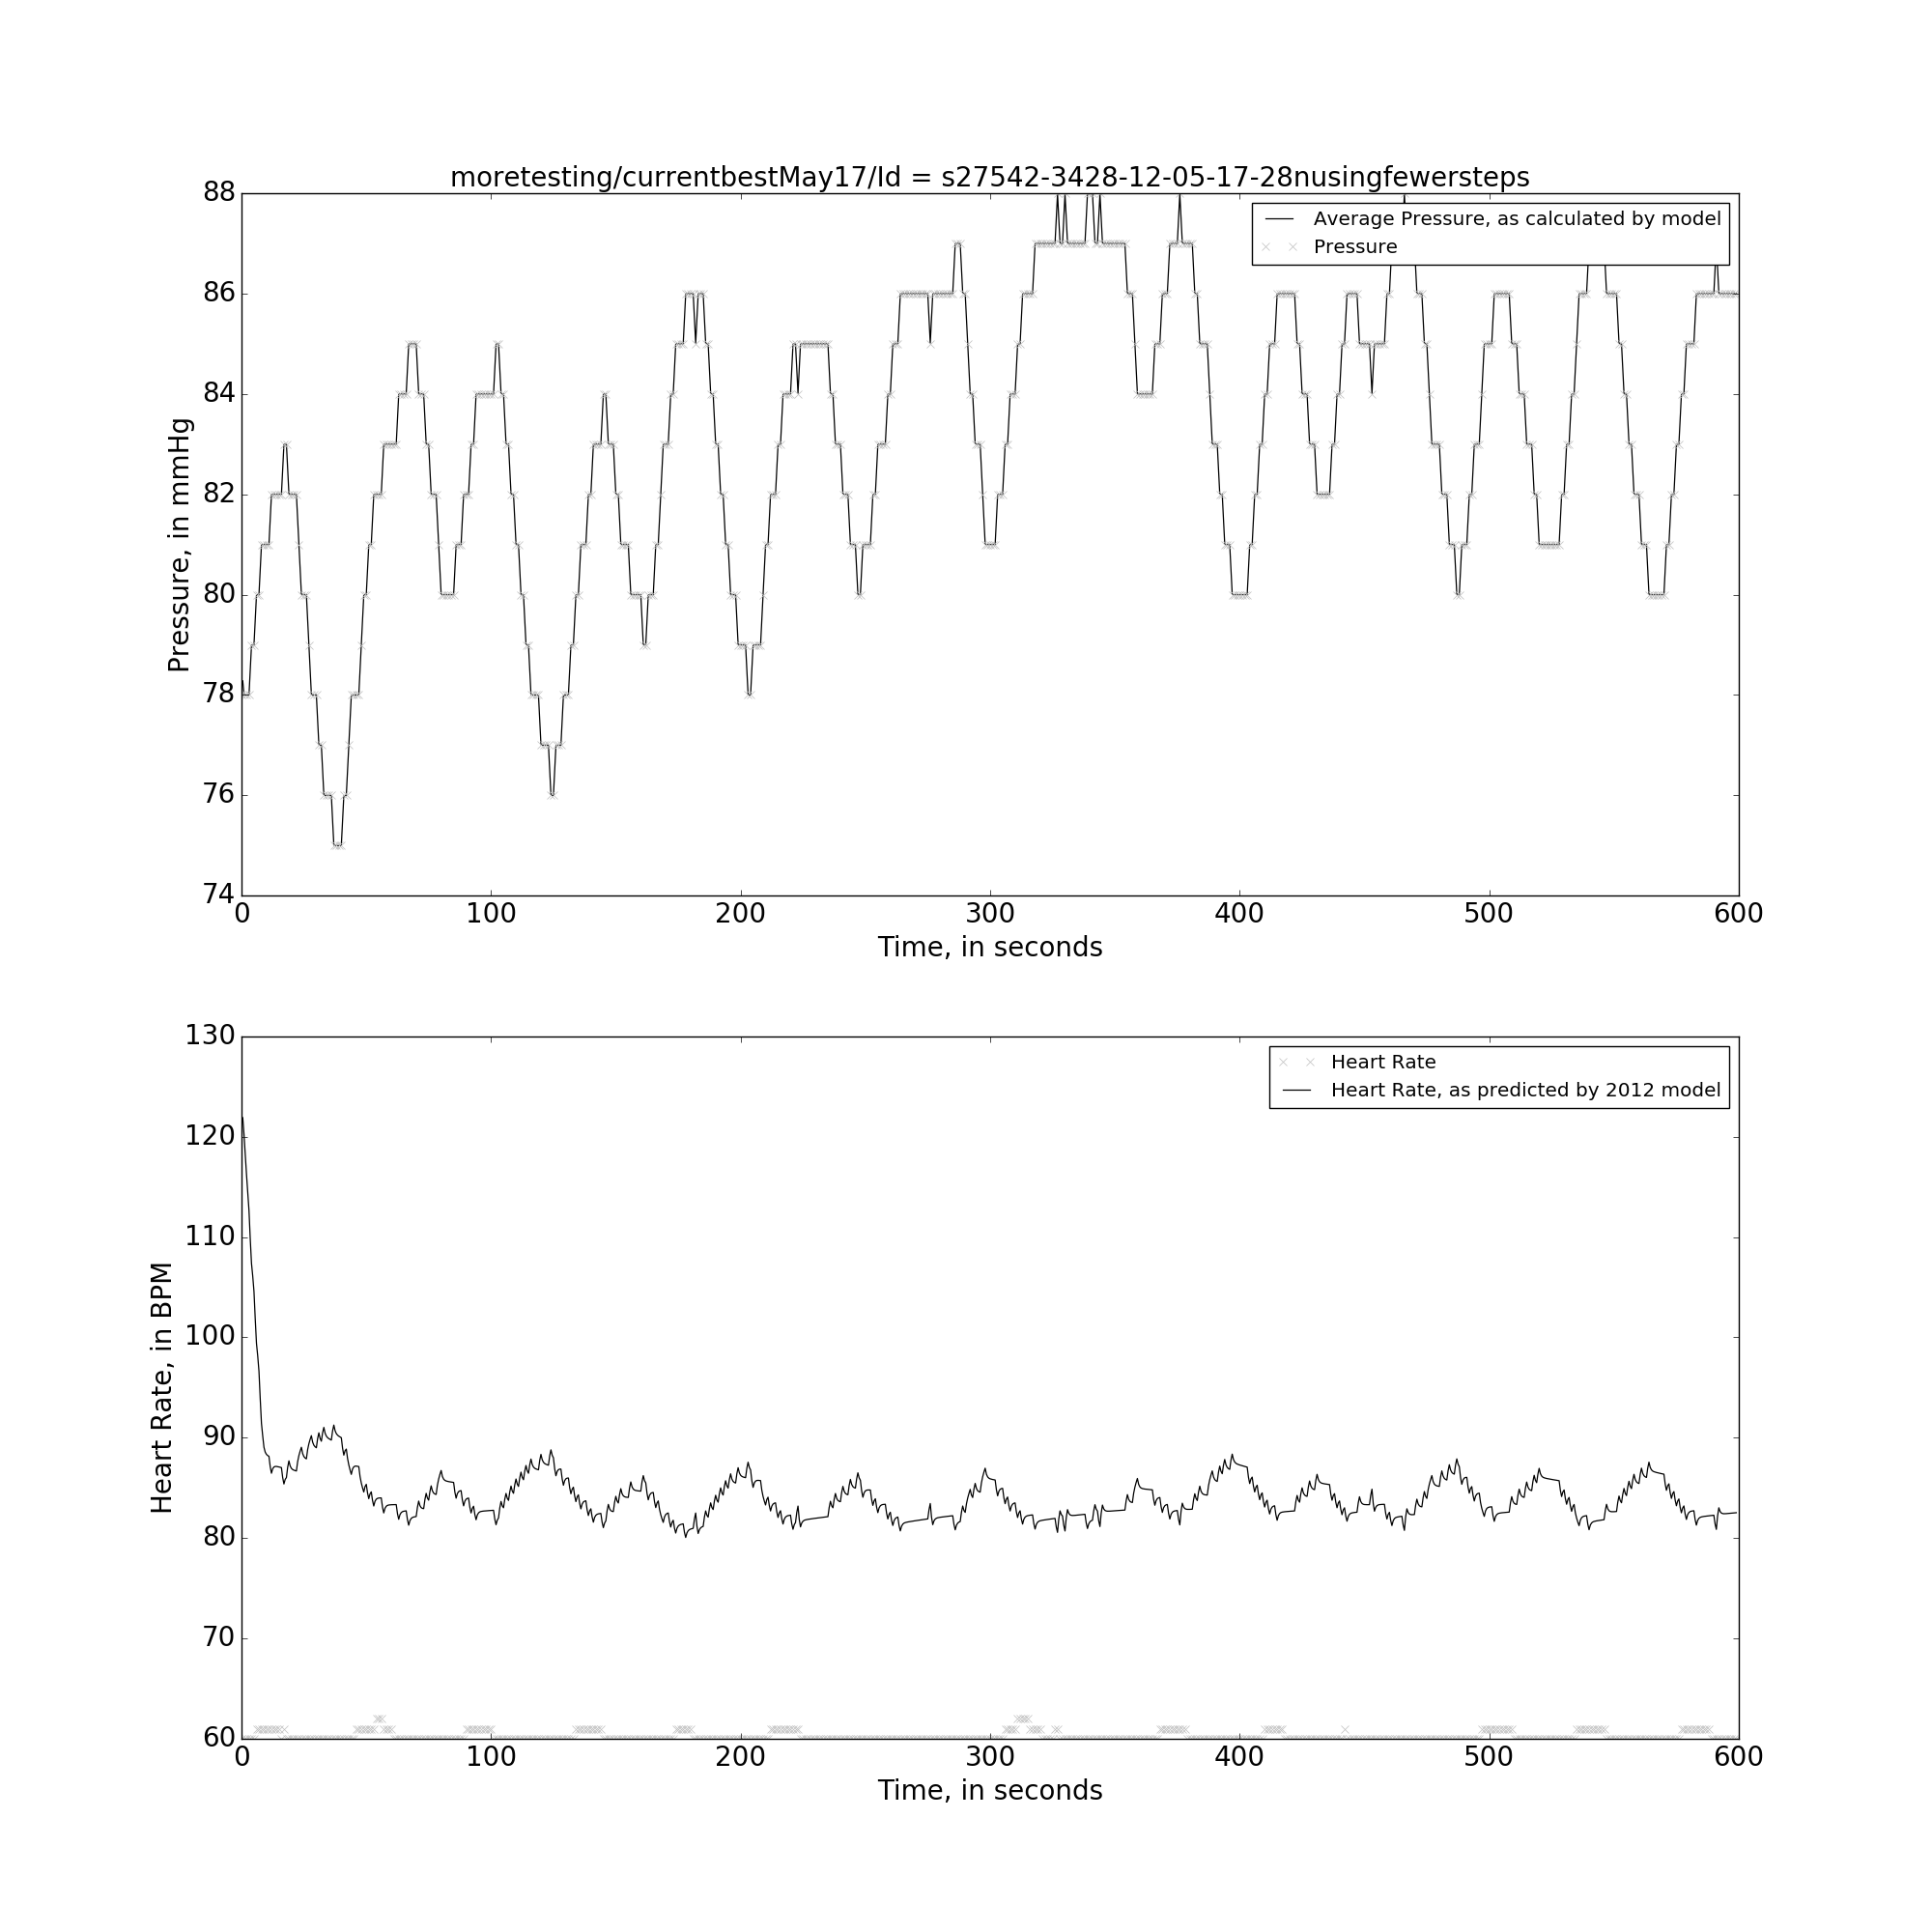 moretesting/currentbestMay17/Id = s27542-3428-12-05-17-28nusingfewersteps
88
86
84
82
80
78
76
74
Pressure, in mmHg
Average Pressure, as calculated by model
Pressure
0 100 200 300 400 500 600
Time, in seconds
130
120
110
100
90
80
70
60
Heart Rate, in BPM
Heart Rate
Heart Rate, as predicted by 2012 model
0 100 200 300 400 500 600
Time, in seconds